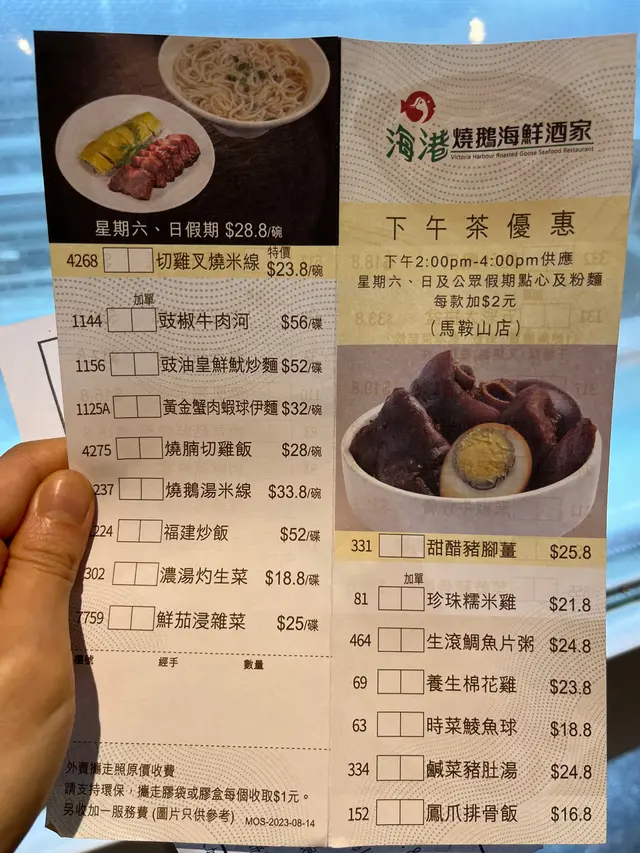 星期六、日假期 $28.8/碗
4268 切雞叉燒米線 特價 $23.8/碗
加單
1144 豉椒牛肉河 $56/碟
1156 豉油皇鮮魷炒麵 $52/碟
1125A 黃金蟹肉蝦球伊麵 $32/碗
4275 燒腩切雞飯 $28/碗
237 燒鵝湯米線 $33.8/碗
224 福建炒飯 $52/碟
302 濃湯灼生菜 $18.8/碟
7759 鮮茄浸雜菜 $25/碟
經手 數量
外賣攜走照原價收費
請支持環保，攜走膠袋或膠盒每個收取$1元。
另收加一服務費 (圖片只供參考) MOS-2023-08-14
海港 燒鵝海鮮酒家
Victoria Harbour Roasted Goose Seafood Restaurant
下午茶優惠
下午2:00pm-4:00pm供應
星期六、日及公眾假期點心及粉麵
每款加$2元
（馬鞍山店）
331 甜醋豬腳薑 $25.8
加單
81 珍珠糯米雞 $21.8
464 生滾鯛魚片粥 $24.8
69 養生棉花雞 $23.8
63 時菜鯪魚球 $18.8
334 鹹菜豬肚湯 $24.8
152 鳳爪排骨飯 $16.8